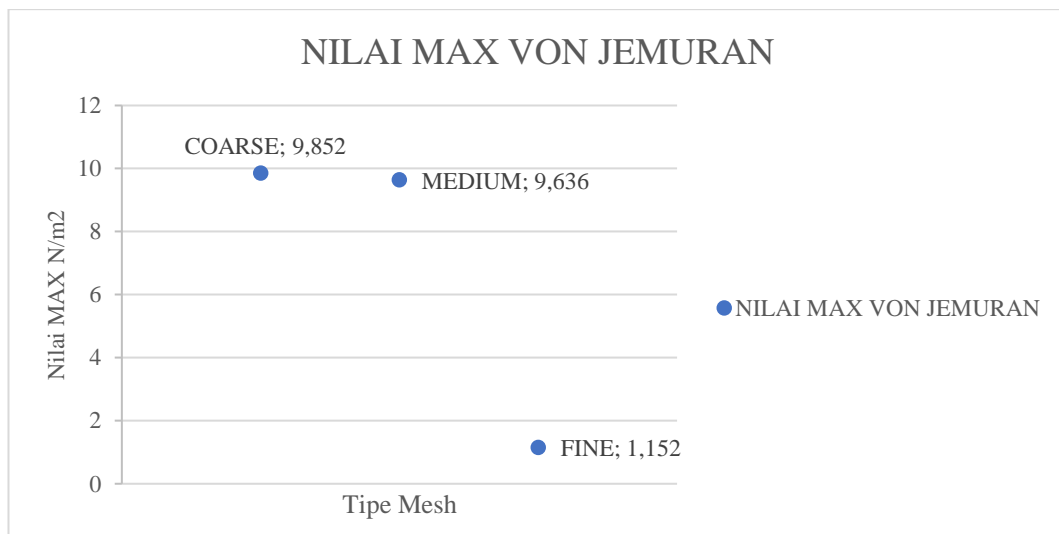 NILAI MAX VON JEMURAN
12
10
8
6
4
2
0
Nilai MAX N/m2
COARSE; 9,852
MEDIUM; 9,636
FINE; 1,152
Tipe Mesh
NILAI MAX VON JEMURAN